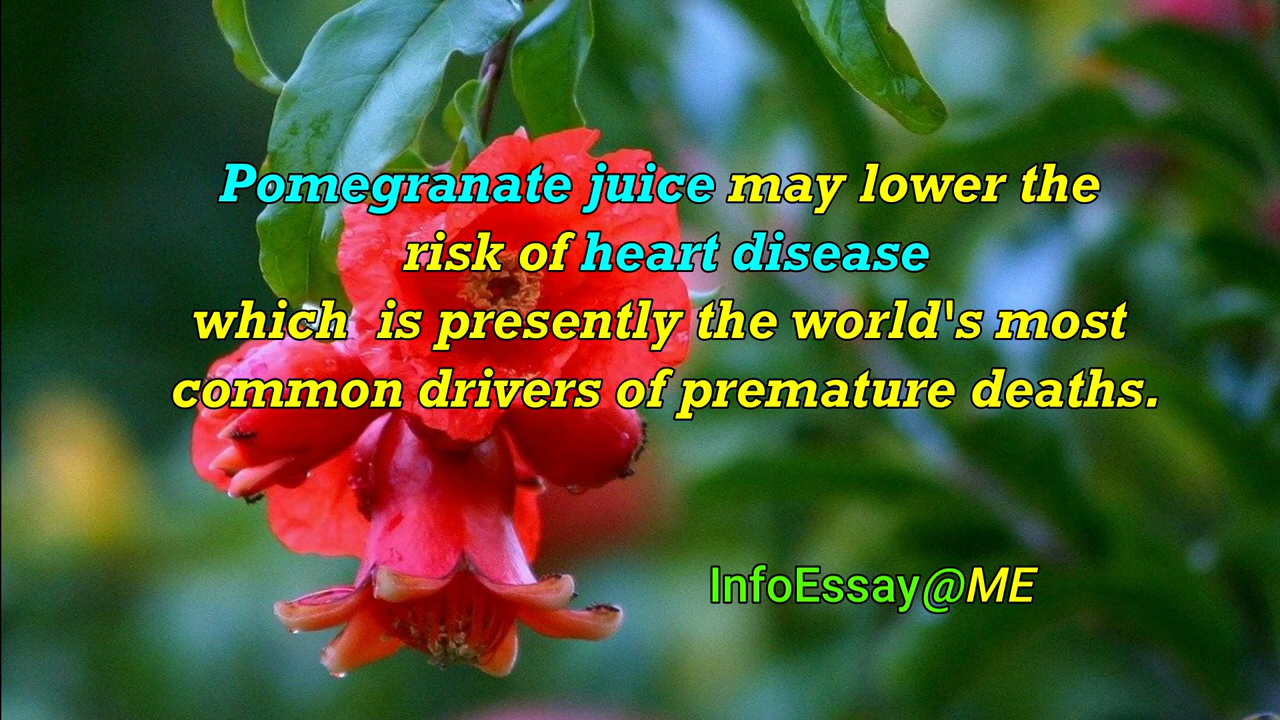 Pomegranate juice may lower the
risk of heart disease
which  is presently the world's most
common drivers of premature deaths.
InfoEssay@ME